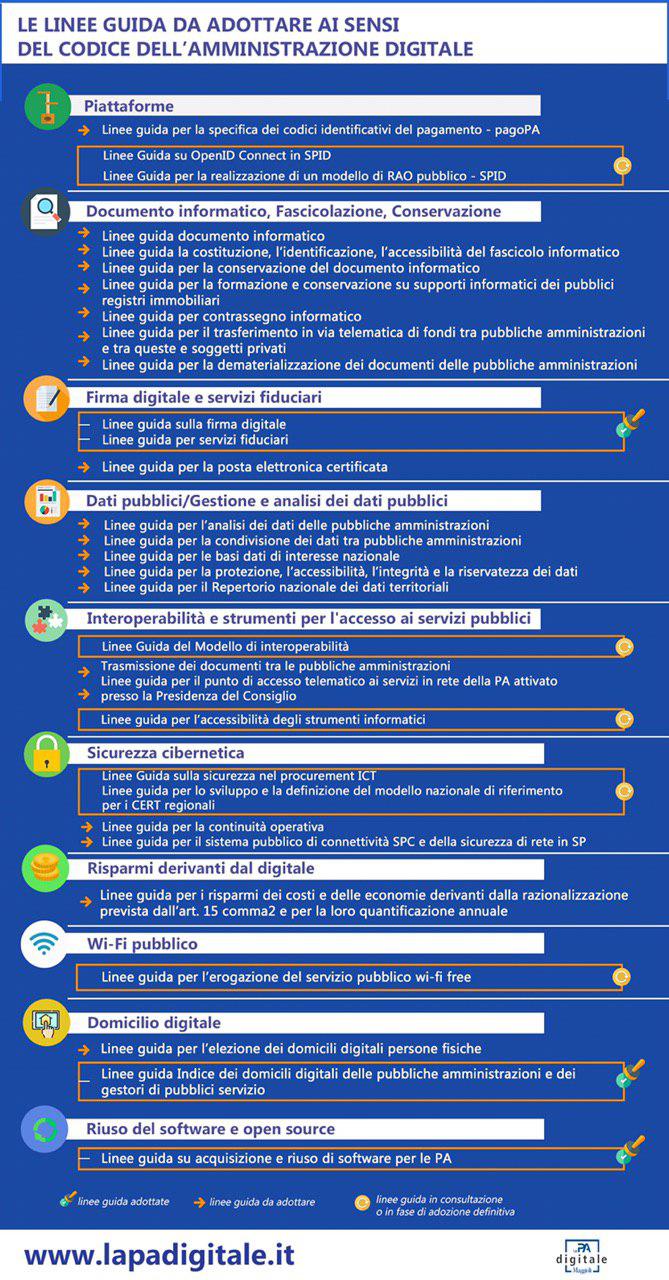 LE LINEE GUIDA DA ADOTTARE AI SENSI
DEL CODICE DELL'AMMINISTRAZIONE DIGITALE
Piattaforme
Linee guida per la specifica dei codici identificativi del pagamento - pagoPA
Linee Guida su OpenID Connect in SPID
Linee Guida per la realizzazione di un modello di RAO pubblico - SPID
Documento informatico, Fascicolazione, Conservazione
Linee guida documento informatico
Linee guida la costituzione, l'identificazione, l'accessibilità del fascicolo informatico
Linee guida per la conservazione del documento informatico
Linee guida per la formazione e conservazione su supporti informatici dei pubblici
registri immobiliari
Linee guida per contrassegno informatico
Linee guida per il trasferimento in via telematica di fondi tra pubbliche amministrazioni
e tra queste e soggetti privati
Linee guida per la dematerializzazione dei documenti delle pubbliche amministrazioni
Firma digitale e servizi fiduciari
Linee guida sulla firma digitale
Linee guida per servizi fiduciari
Linee guida per la posta elettronica certificata
Dati pubblici/Gestione e analisi dei dati pubblici
Linee guida per l'analisi dei dati delle pubbliche amministrazioni
Linee guida per la condivisione dei dati tra pubbliche amministrazioni
Linee guida per le basi dati di interesse nazionale
Linee guida per la protezione, l'accessibilità, l'integrità e la riservatezza dei dati
Linee guida per il Repertorio nazionale dei dati territoriali
Interoperabilità e strumenti per l'accesso ai servizi pubblici
Linee Guida del Modello di interoperabilità
Trasmissione dei documenti tra le pubbliche amministrazioni
Linee guida per il punto di accesso telematico ai servizi in rete della PA attivato
presso la Presidenza del Consiglio
Linee guida per l'accessibilità degli strumenti informatici
Sicurezza cibernetica
Linee Guida sulla sicurezza nel procurement ICT
Linee guida per lo sviluppo e la definizione del modello nazionale di riferimento
per i CERT regionali
Linee guida per la continuità operativa
Linee guida per il sistema pubblico di connettività SPC e della sicurezza di rete in SP
Risparmi derivanti dal digitale
Linee guida per i risparmi dei costi e delle economie derivanti dalla razionalizzazione
prevista dall'art. 15 comma2 e per la loro quantificazione annuale
Wi-Fi pubblico
Linee guida per l'erogazione del servizio pubblico wi-fi free
Domicilio digitale
Linee guida per l'elezione dei domicili digitali persone fisiche
Linee guida Indice dei domicili digitali delle pubbliche amministrazioni e dei
gestori di pubblici servizio
Riuso del software e open source
Linee guida su acquisizione e riuso di software per le PA
linee guida adottate
linee guida da adottare
linee guida in consultazione
o in fase di adozione definitiva
www.lapadigitale.it
la PA
digitale
Maggioli